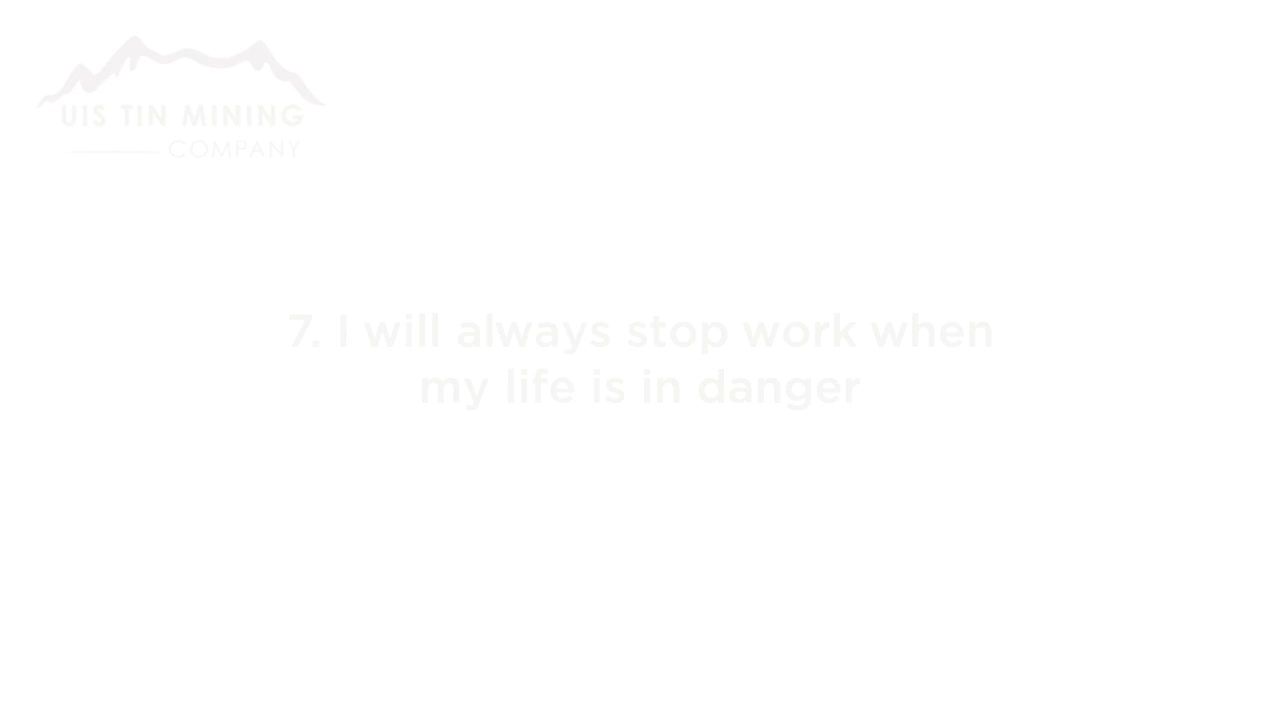 UIS TIN MINING
COMPANY
7. I will always stop work when
my life is in danger